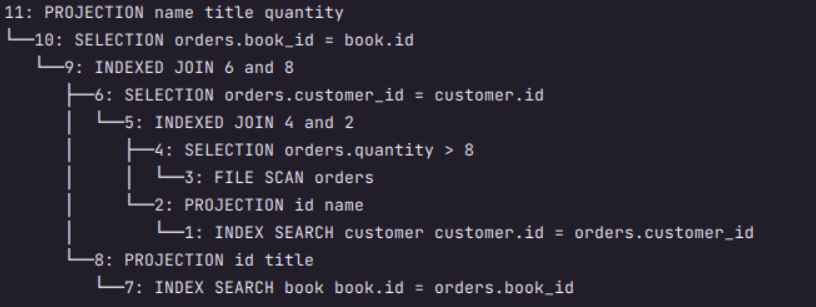 11: PROJECTION name title quantity
└──10: SELECTION orders.book_id = book.id
   └──9: INDEXED JOIN 6 and 8
      ├──6: SELECTION orders.customer_id = customer.id
      │  └──5: INDEXED JOIN 4 and 2
      │     ├──4: SELECTION orders.quantity > 8
      │     │  └──3: FILE SCAN orders
      │     └──2: PROJECTION id name
      │        └──1: INDEX SEARCH customer customer.id = orders.customer_id
      └──8: PROJECTION id title
         └──7: INDEX SEARCH book book.id = orders.book_id